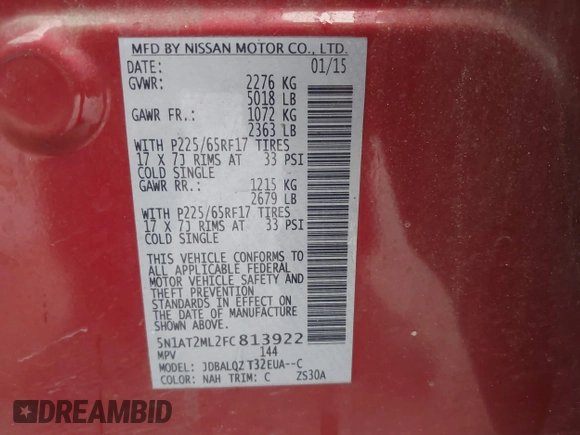 MFD BY NISSAN MOTOR CO., LTD.
DATE: 01/15
GVWR: 2276 KG
5018 LB
GAWR FR.: 1072 KG
2363 LB
WITH P225/65RF17 TIRES
17 X 7J RIMS AT 33 PSI
COLD SINGLE
GAWR RR.: 1215 KG
2679 LB
WITH P225/65RF17 TIRES
17 X 7J RIMS AT 33 PSI
COLD SINGLE
THIS VEHICLE CONFORMS TO
ALL APPLICABLE FEDERAL
MOTOR VEHICLE SAFETY AND
THEFT PREVENTION
STANDARDS IN EFFECT ON
THE DATE OF MANUFACTURE
SHOWN ABOVE.
5N1AT2ML2FC813922
MPV 144
MODEL: JDBALQZ T32EUA--C
COLOR: NAH TRIM: C ZS30A
DREAMBID